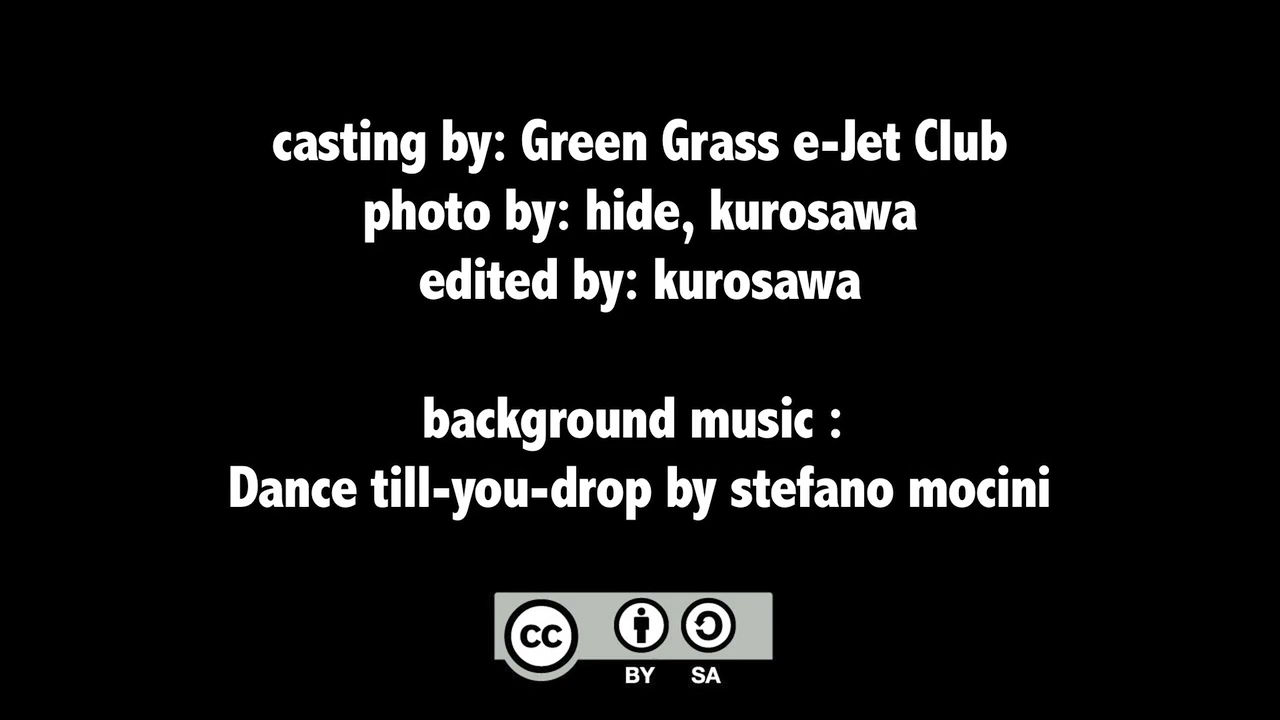 casting by: Green Grass e-Jet Club
photo by: hide, kurosawa
edited by: kurosawa
background music :
Dance till-you-drop by stefano mocini
CC
BY SA